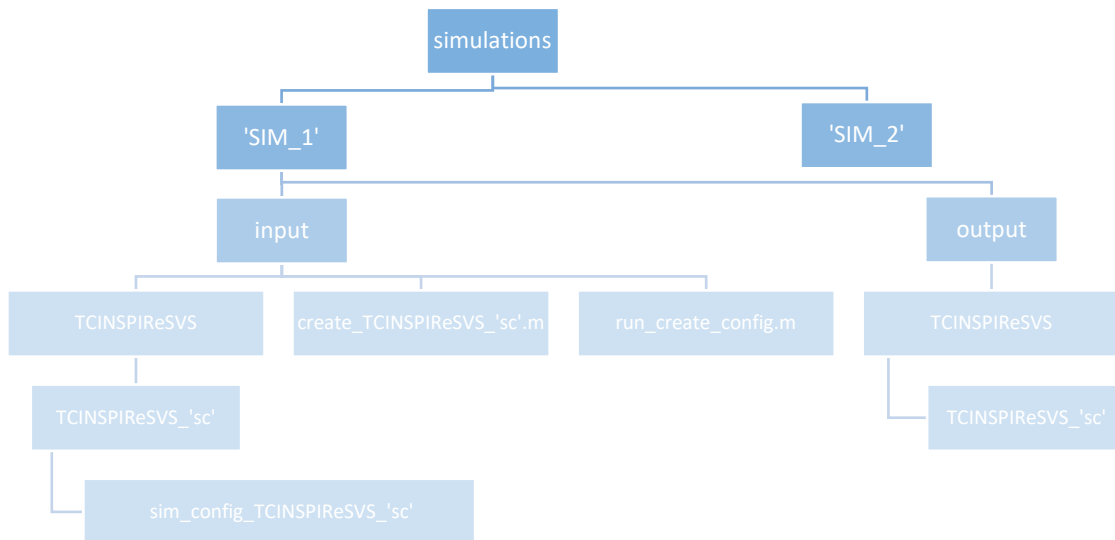 simulations
'SIM_1'
'SIM_2'
input
output
TCINSPIReSVS
create_TCINSPIReSVS_'sc'.m
run_create_config.m
TCINSPIReSVS
TCINSPIReSVS_'sc'
TCINSPIReSVS_'sc'
sim_config_TCINSPIReSVS_'sc'